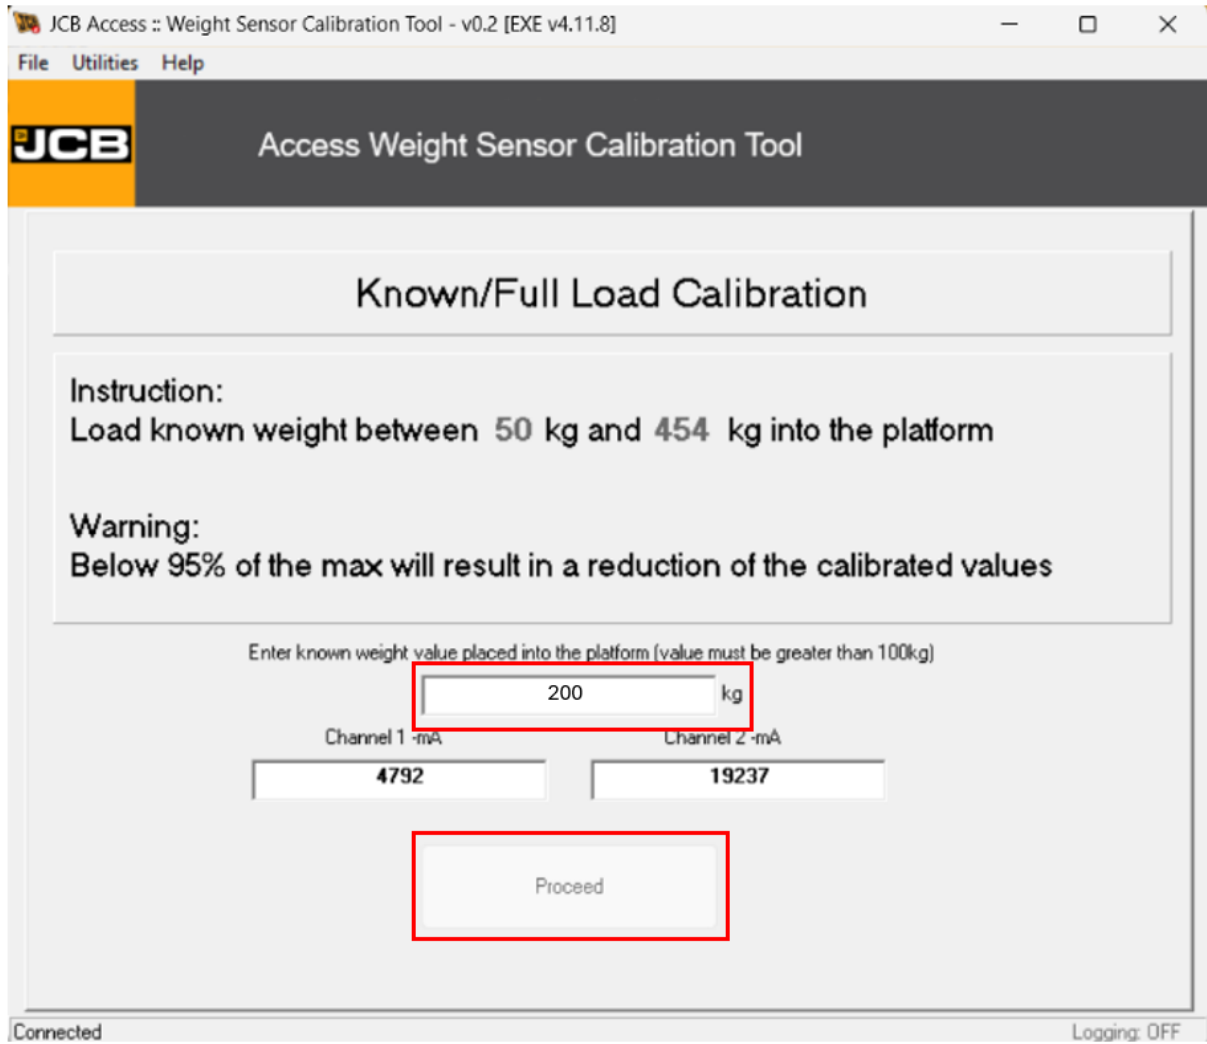 JCB Access :: Weight Sensor Calibration Tool - v0.2 [EXE v4.11.8]
File Utilities Help
JCB
Access Weight Sensor Calibration Tool
Known/Full Load Calibration
Instruction:
Load known weight between 50 kg and 454 kg into the platform
Warning:
Below 95% of the max will result in a reduction of the calibrated values
Enter known weight value placed into the platform (value must be greater than 100kg)
200 kg
Channel 1 -mA Channel 2 -mA
4792 19237
Proceed
Connected Logging: OFF